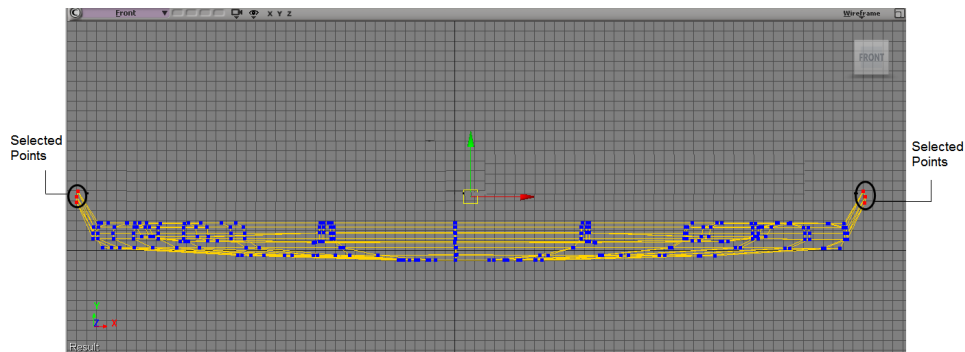 C Front X Y Z Wireframe
FRONT
Selected
Points
Selected
Points
Y
Z X
Result